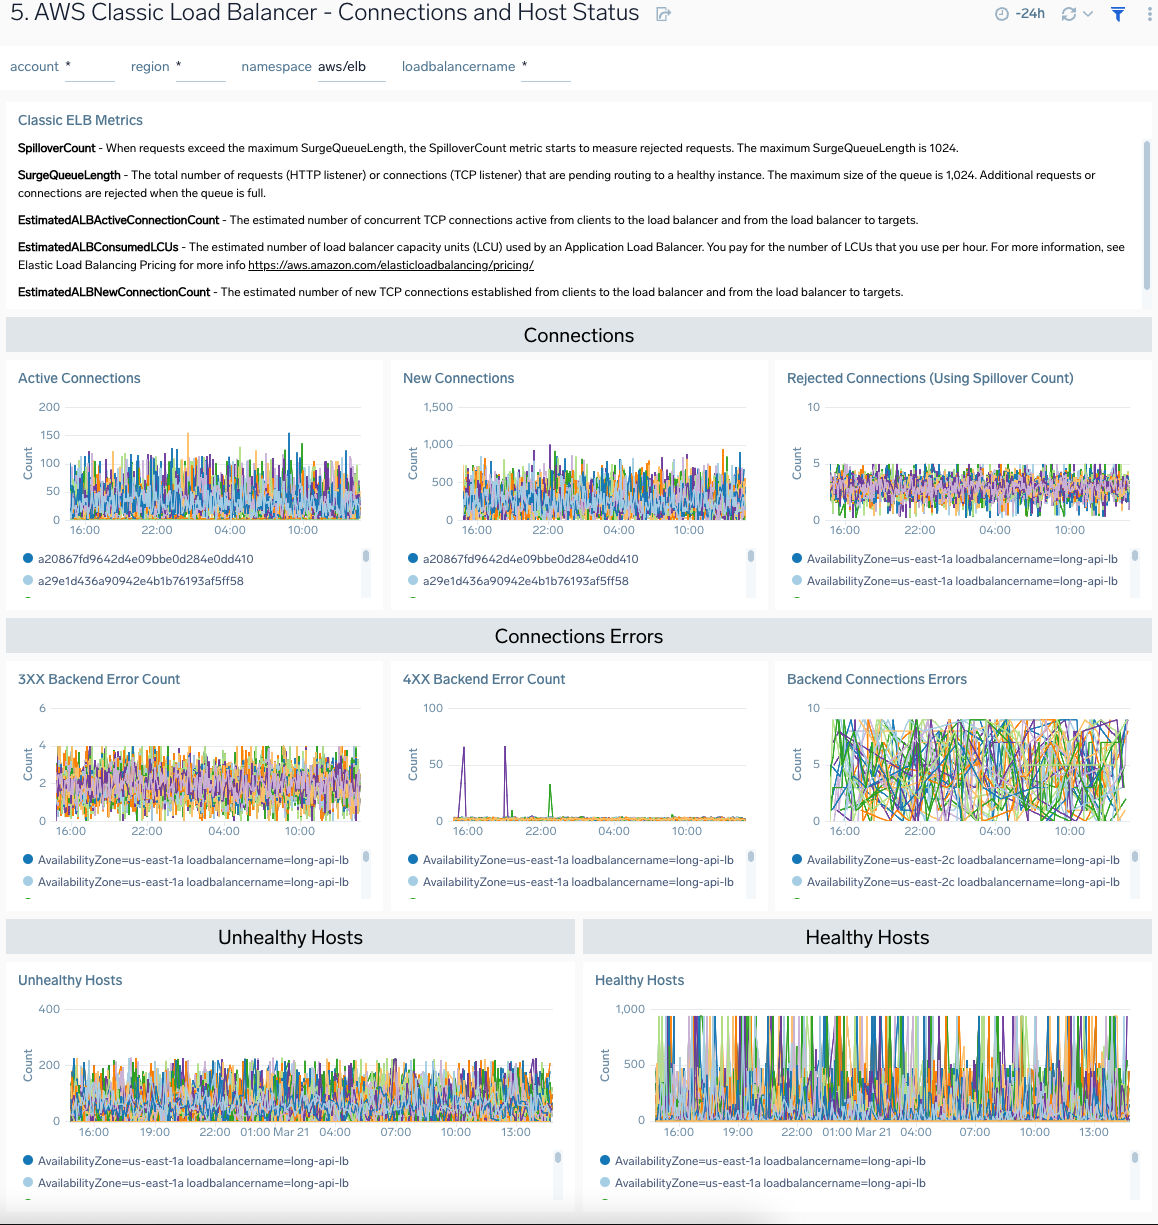 5. AWS Classic Load Balancer - Connections and Host Status
-24h
account * region * namespace aws/elb loadbalancername *
Classic ELB Metrics
SpilloverCount - When requests exceed the maximum SurgeQueueLength, the SpilloverCount metric starts to measure rejected requests. The maximum SurgeQueueLength is 1024.
SurgeQueueLength - The total number of requests (HTTP listener) or connections (TCP listener) that are pending routing to a healthy instance. The maximum size of the queue is 1,024. Additional requests or
connections are rejected when the queue is full.
EstimatedALBActiveConnectionCount - The estimated number of concurrent TCP connections active from clients to the load balancer and from the load balancer to targets.
EstimatedALBConsumedLCUs - The estimated number of load balancer capacity units (LCU) used by an Application Load Balancer. You pay for the number of LCUs that you use per hour. For more information, see
Elastic Load Balancing Pricing for more info https://aws.amazon.com/elasticloadbalancing/pricing/
EstimatedALBNewConnectionCount - The estimated number of new TCP connections established from clients to the load balancer and from the load balancer to targets.
Connections
Active Connections
200
150
100
50
0
Count
16:00 22:00 04:00 10:00
a20867fd9642d4e09bbe0d284e0dd410
a29e1d436a90942e4b1b76193af5ff58
New Connections
1,500
1,000
500
0
Count
16:00 22:00 04:00 10:00
a20867fd9642d4e09bbe0d284e0dd410
a29e1d436a90942e4b1b76193af5ff58
Rejected Connections (Using Spillover Count)
10
5
0
Count
16:00 22:00 04:00 10:00
AvailabilityZone=us-east-1a loadbalancername=long-api-lb
AvailabilityZone=us-east-1a loadbalancername=long-api-lb
Connections Errors
3XX Backend Error Count
6
4
2
0
Count
16:00 22:00 04:00 10:00
AvailabilityZone=us-east-1a loadbalancername=long-api-lb
AvailabilityZone=us-east-1a loadbalancername=long-api-lb
4XX Backend Error Count
100
50
0
Count
16:00 22:00 04:00 10:00
AvailabilityZone=us-east-1a loadbalancername=long-api-lb
AvailabilityZone=us-east-1a loadbalancername=long-api-lb
Backend Connections Errors
10
5
0
Count
16:00 22:00 04:00 10:00
AvailabilityZone=us-east-2c loadbalancername=long-api-lb
AvailabilityZone=us-east-2c loadbalancername=long-api-lb
Unhealthy Hosts
Unhealthy Hosts
400
200
0
Count
16:00 19:00 22:00 01:00 Mar 21 04:00 07:00 10:00 13:00
AvailabilityZone=us-east-1a loadbalancername=long-api-lb
AvailabilityZone=us-east-1a loadbalancername=long-api-lb
Healthy Hosts
Healthy Hosts
1,000
500
0
Count
16:00 19:00 22:00 01:00 Mar 21 04:00 07:00 10:00 13:00
AvailabilityZone=us-east-1a loadbalancername=long-api-lb
AvailabilityZone=us-east-1a loadbalancername=long-api-lb